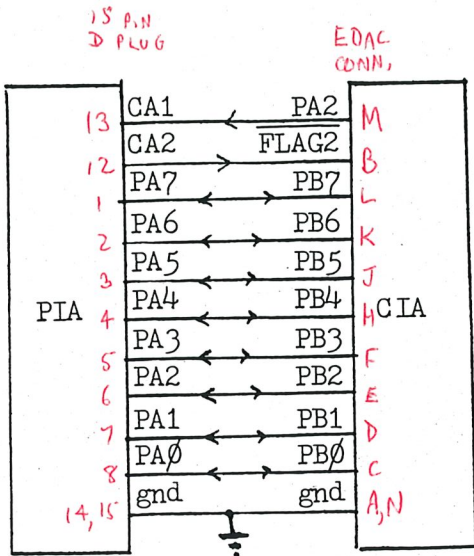 15 PIN
D PLUG
EDAC
CONN,
13 CA1 PA2 M
12 CA2 FLAG2 B
1 PA7 PB7 L
2 PA6 PB6 K
3 PA5 PB5 J
PIA 4 PA4 PB4 H CIA
5 PA3 PB3 F
6 PA2 PB2 E
7 PA1 PB1 D
8 PAØ PBØ C
14,15 gnd gnd A,N